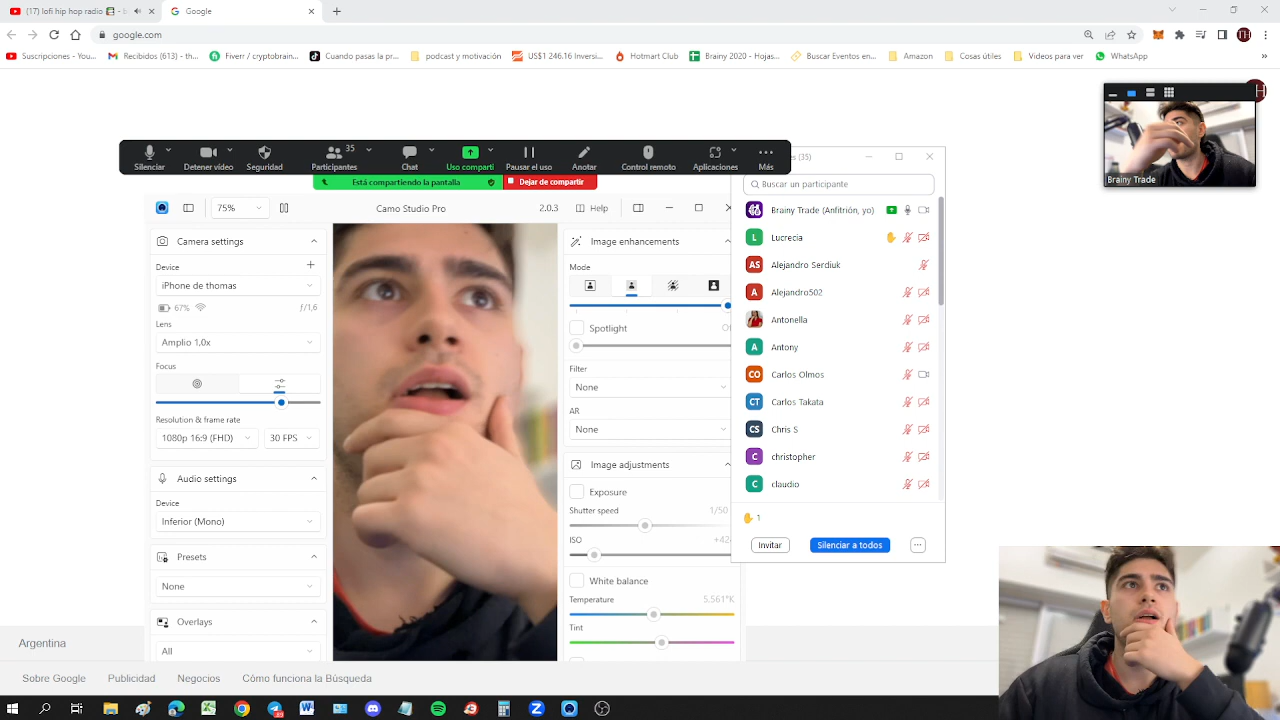 (17) lofi hip hop radio
Google
google.com
Suscripciones - You...
Recibidos (613) - th...
Fiverr / cryptobrain...
Cuando pasas la pr...
podcast y motivación
US$1 246.16 Inversi...
Hotmart Club
Brainy 2020 - Hojas...
Buscar Eventos en...
Amazon
Cosas útiles
Videos para ver
WhatsApp
»
Silenciar
Detener video
Seguridad
Participantes
35
Chat
Uso comparti
Pausar el uso
Anotar
Control remoto
Aplicaciones
Más
Está compartiendo la pantalla
Dejar de compartir
Brainy Trade
75%
Camo Studio Pro
2.0.3
Help
Camera settings
Device
iPhone de thomas
67%
f/1,6
Lens
Amplio 1,0x
Focus
Resolution & frame rate
1080p 16:9 (FHD)
30 FPS
Audio settings
Device
Inferior (Mono)
Presets
None
Overlays
All
Image enhancements
Mode
Spotlight
Filter
None
AR
None
Image adjustments
Exposure
Shutter speed
1/50
ISO
White balance
Temperature
5.561°K
Tint
(35)
Buscar un participante
Brainy Trade (Anfitrión, yo)
L Lucrecia
AS Alejandro Serdiuk
A Alejandro502
Antonella
A Antony
CO Carlos Olmos
CT Carlos Takata
CS Chris S
C christopher
C claudio
1
Invitar
Silenciar a todos
Argentina
Sobre Google
Publicidad
Negocios
Cómo funciona la Búsqueda